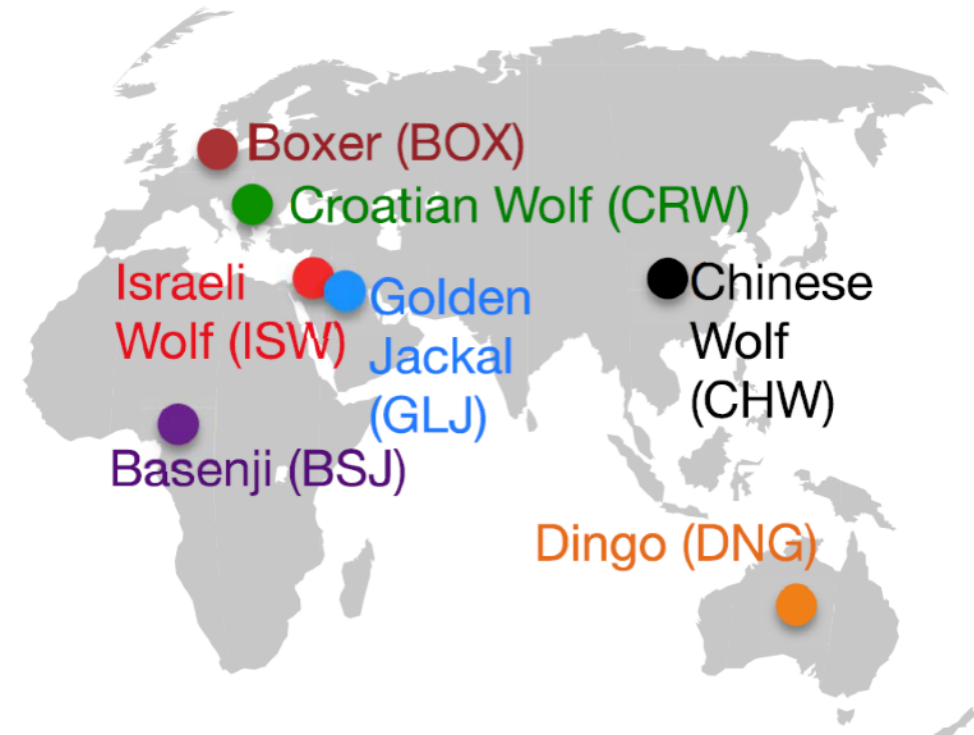 Boxer (BOX)
Croatian Wolf (CRW)
Israeli
Wolf (ISW)
Golden
Jackal
(GLJ)
Chinese
Wolf
(CHW)
Basenji (BSJ)
Dingo (DNG)